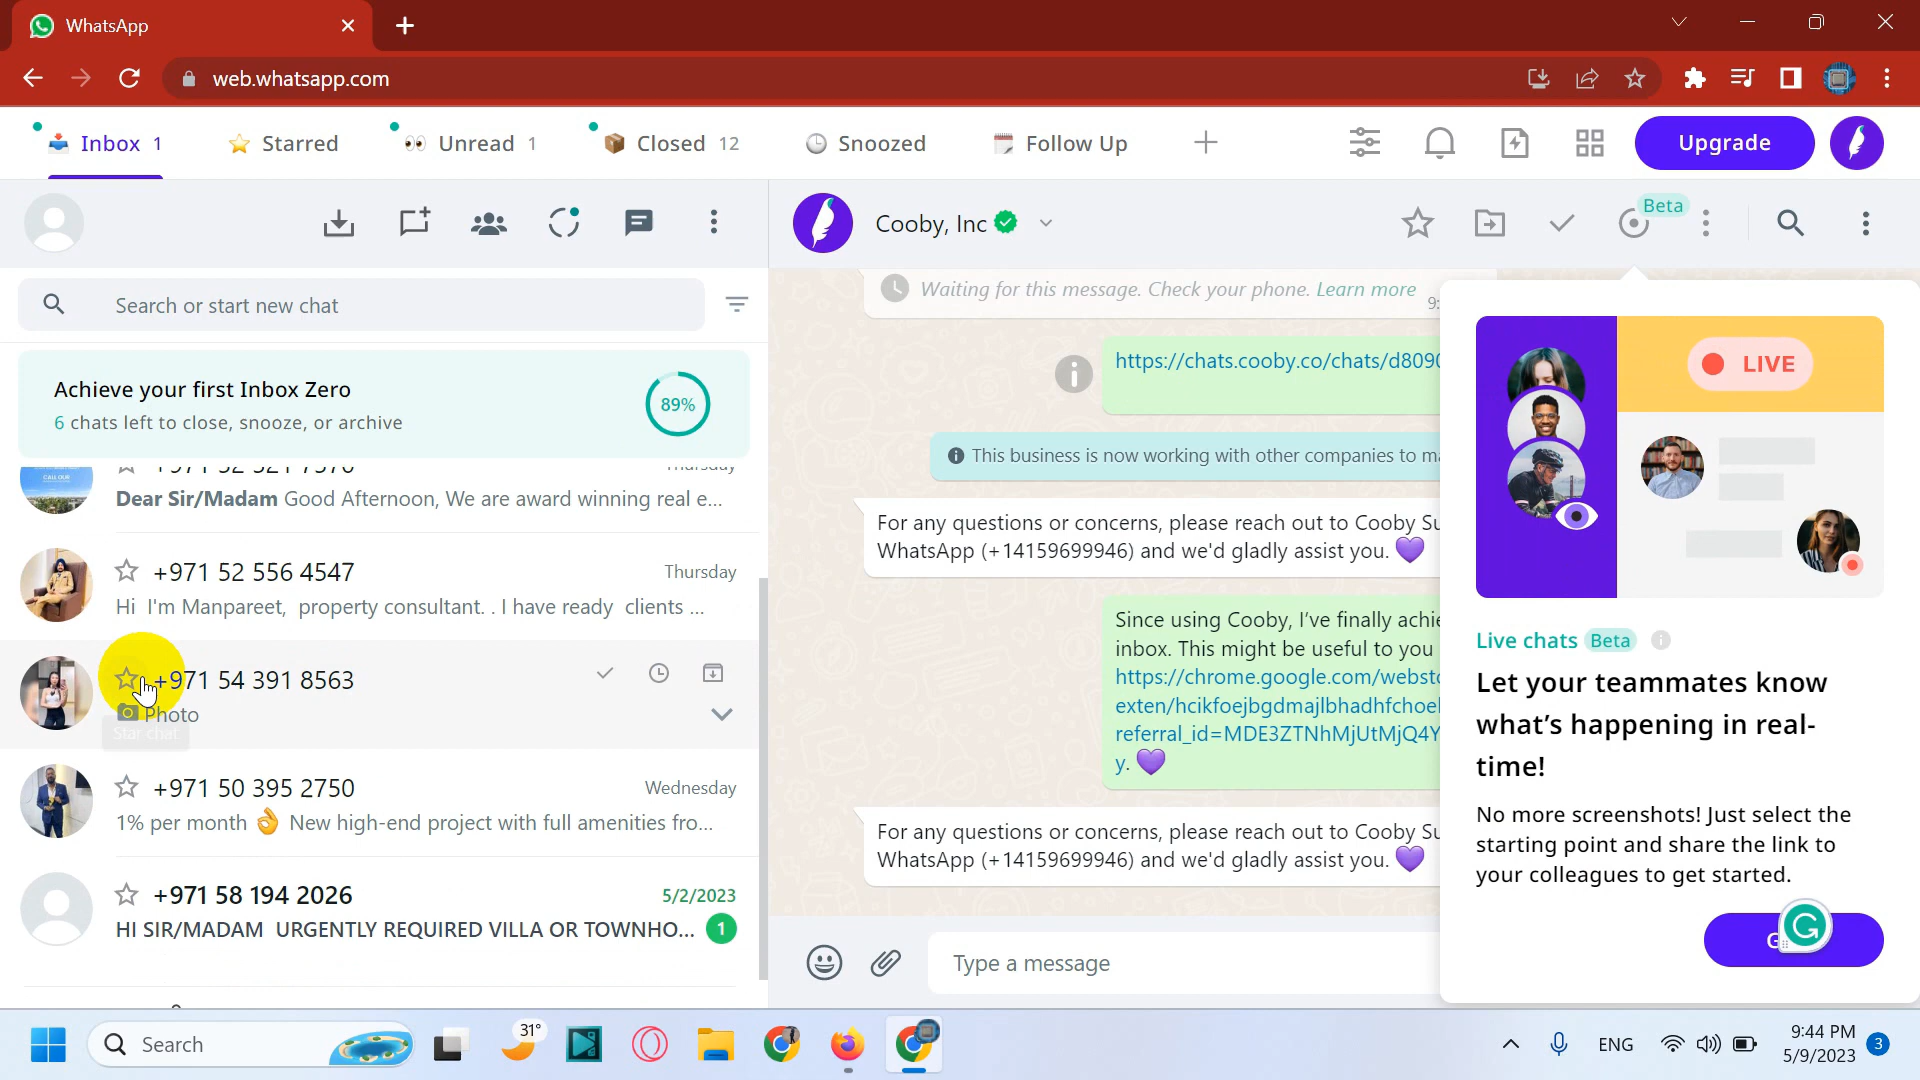 WhatsApp
web.whatsapp.com
Inbox 1
Starred
Unread 1
Closed 12
Snoozed
Follow Up
Upgrade
Cooby, Inc
Beta
Search or start new chat
Achieve your first Inbox Zero
6 chats left to close, snooze, or archive
89%
CALL OUR
Thursday
Dear Sir/Madam Good Afternoon, We are award winning real e...
+971 52 556 4547
Thursday
Hi I'm Manpareet, property consultant. . I have ready clients ...
+971 54 391 8563
Photo
Star chat
+971 50 395 2750
Wednesday
1% per month 👌 New high-end project with full amenities fro...
+971 58 194 2026
5/2/2023
HI SIR/MADAM URGENTLY REQUIRED VILLA OR TOWNHO...
1
Waiting for this message. Check your phone. Learn more
9:
https://chats.cooby.co/chats/d8090
This business is now working with other companies to ma
For any questions or concerns, please reach out to Cooby Su
WhatsApp (+14159699946) and we'd gladly assist you. 💜
Since using Cooby, I've finally achie
inbox. This might be useful to you
https://chrome.google.com/websto
exten/hcikfoejbgdmajlbhadhfchoel
referral_id=MDE3ZTNhMjUtMjQ4Y
y. 💜
For any questions or concerns, please reach out to Cooby Su
WhatsApp (+14159699946) and we'd gladly assist you. 💜
Type a message
LIVE
Live chats Beta
Let your teammates know
what's happening in real-
time!
No more screenshots! Just select the
starting point and share the link to
your colleagues to get started.
G
Search
31°
ENG
9:44 PM
5/9/2023
3